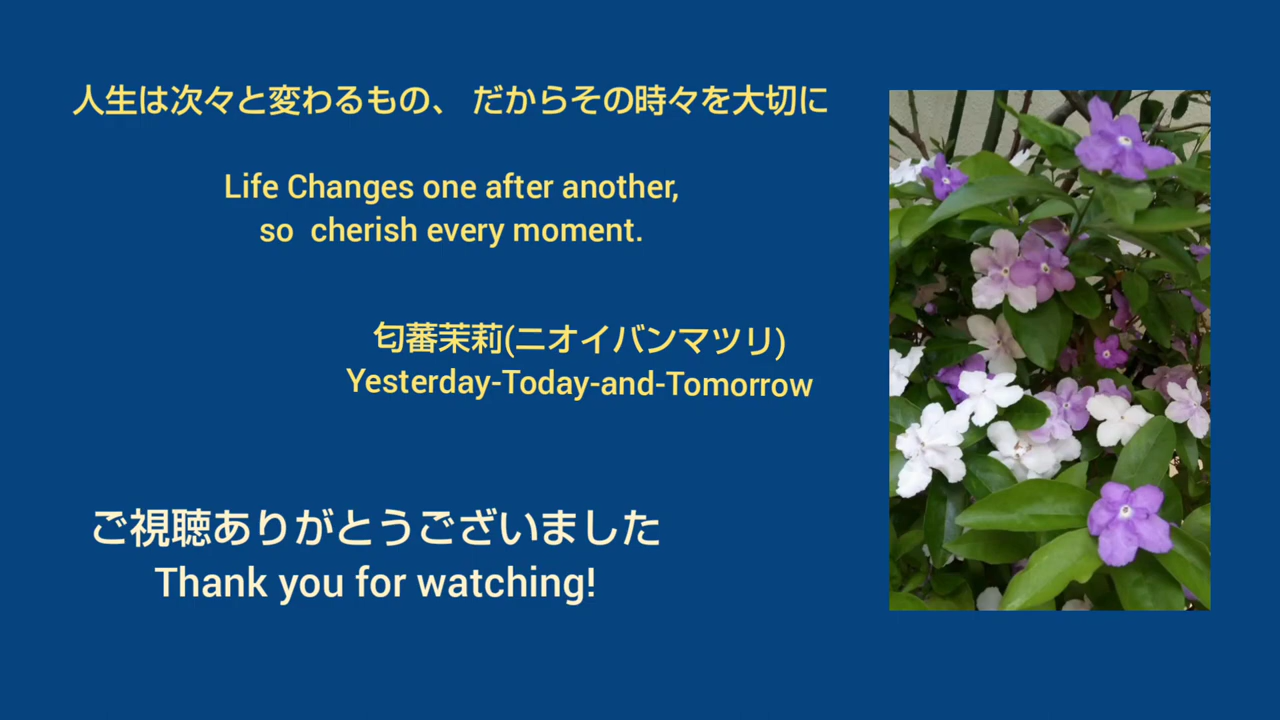 人生は次々と変わるもの、 だからその時々を大切に
Life Changes one after another,
so cherish every moment.
匂蕃茉莉(ニオイバンマツリ)
Yesterday-Today-and-Tomorrow
ご視聴ありがとうございました
Thank you for watching!